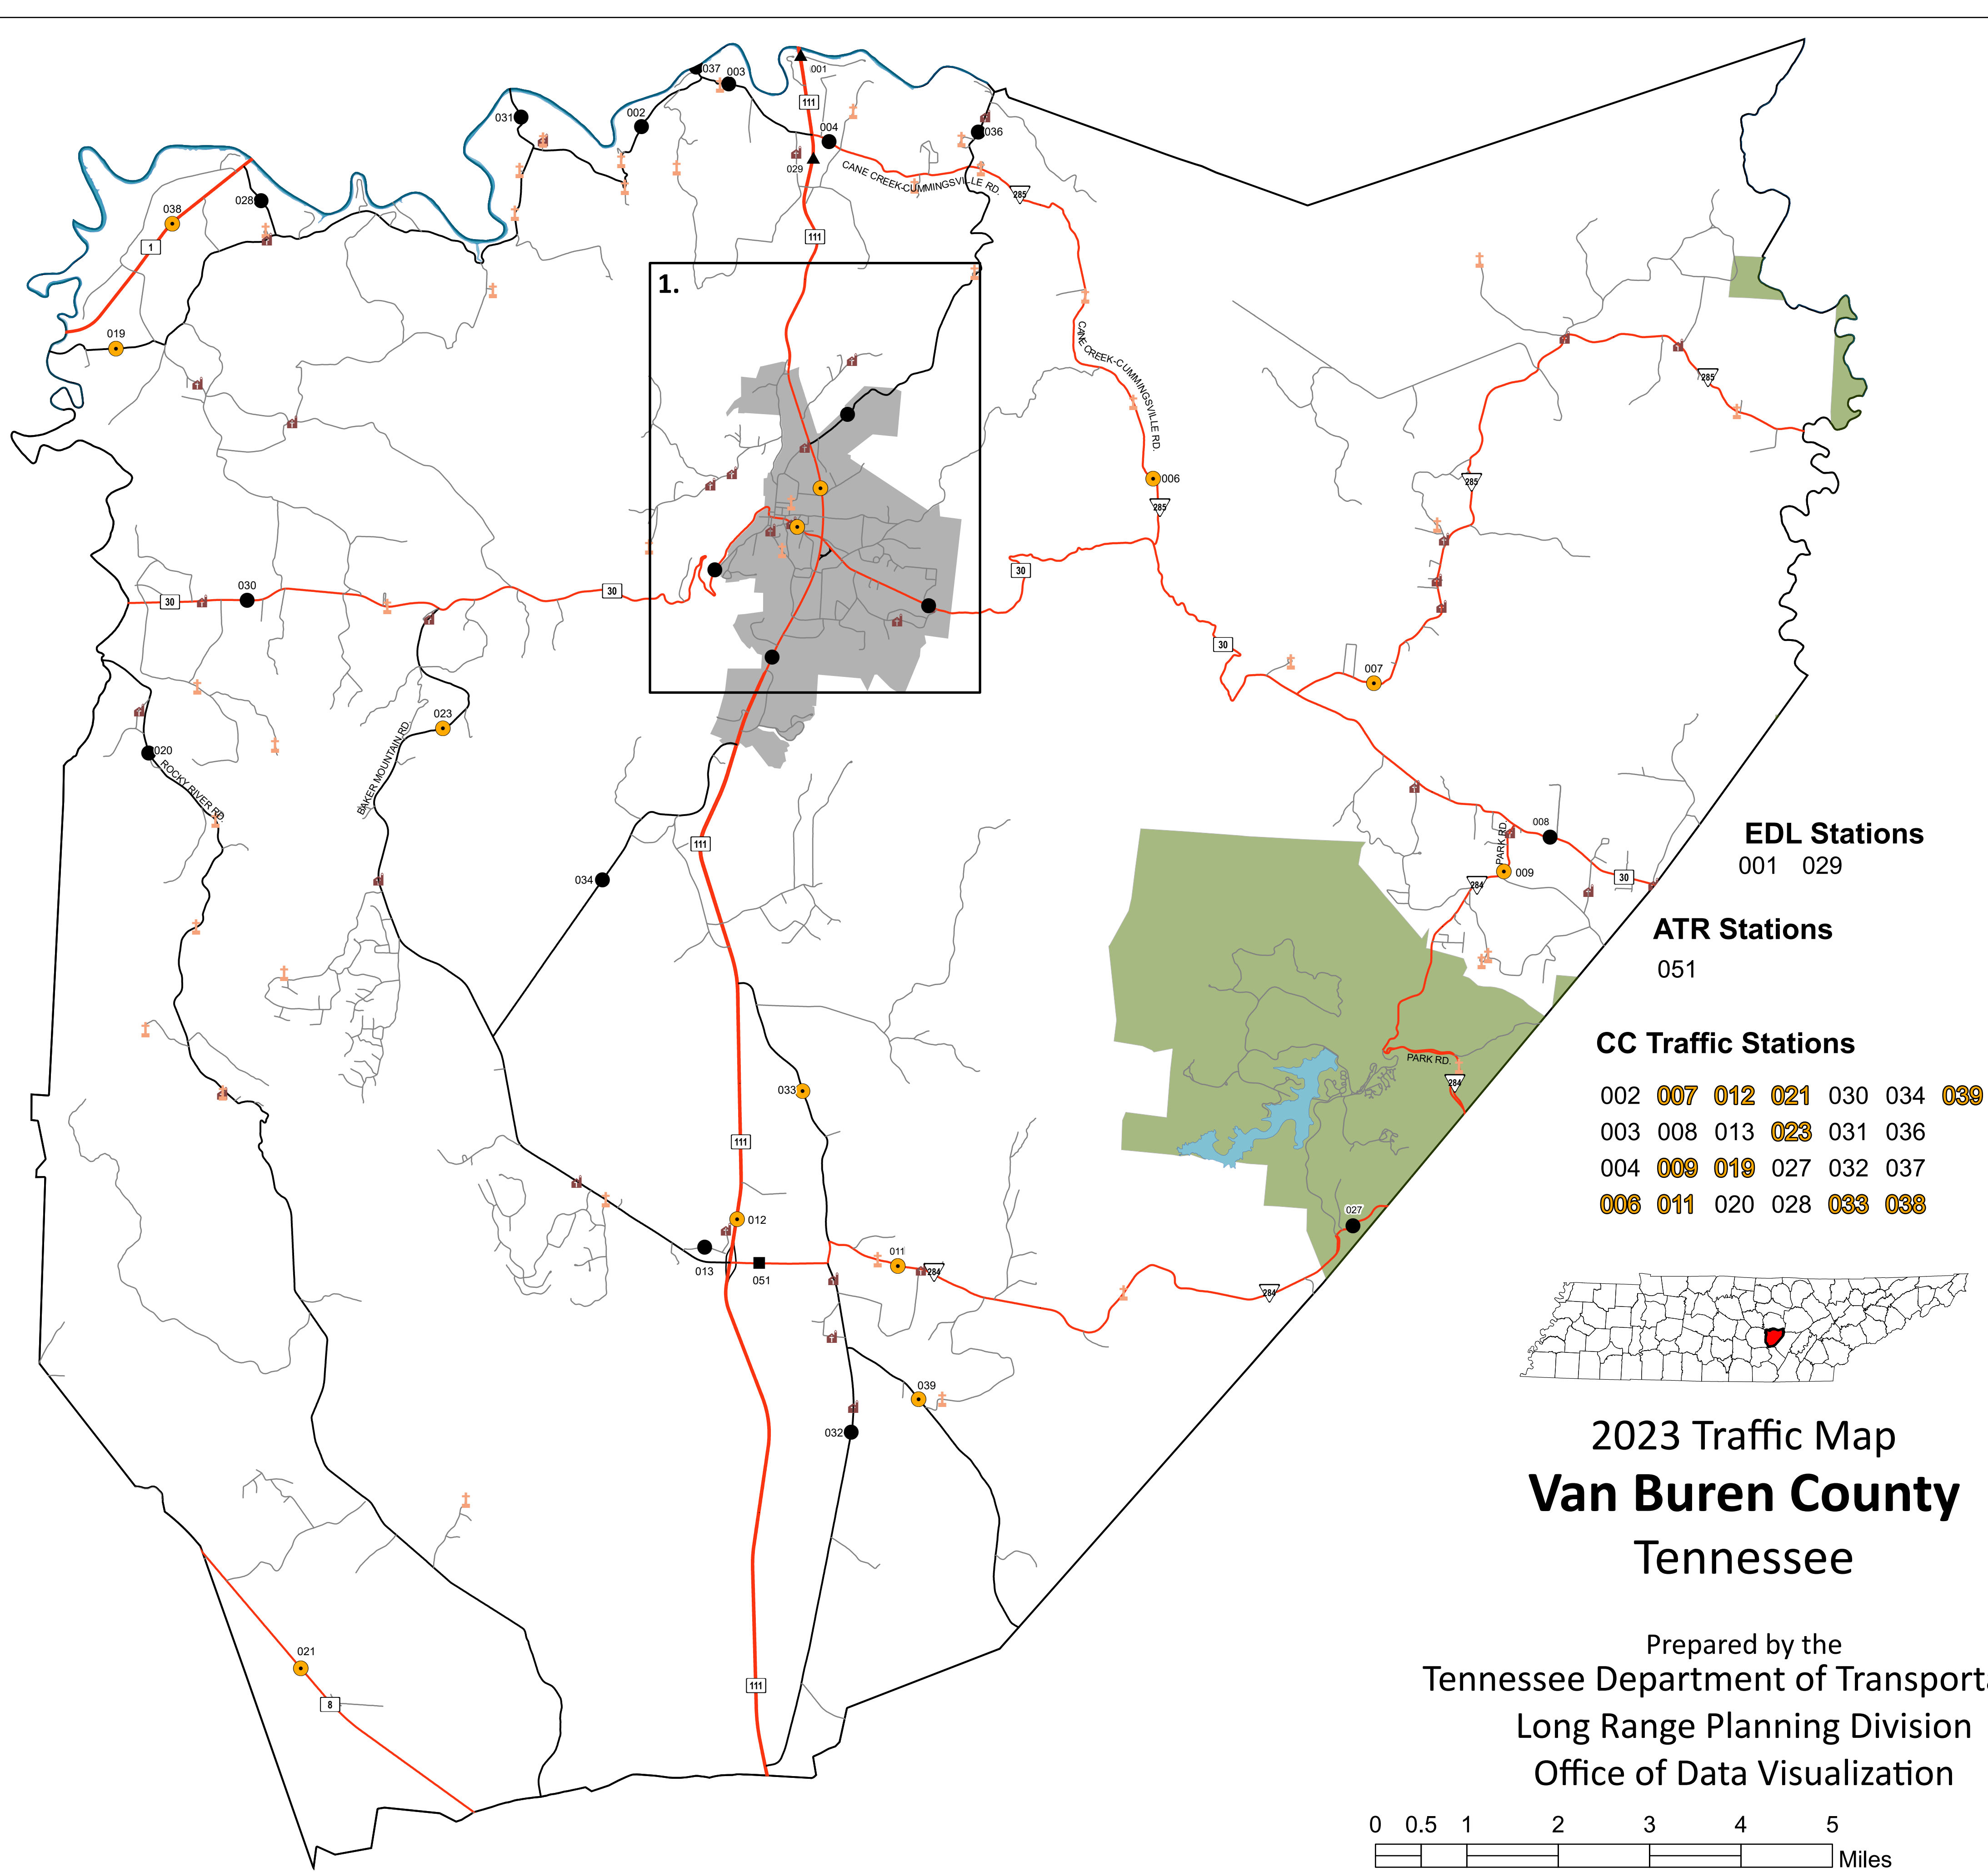 037 003
001
111
002
031
004
036
029
CANE CREEK-CUMMINGSVILLE RD.
285
028
038
111
1
1.
019
CANE CREEK-CUMMINGSVILLE RD.
285
006
285
285
030
30
30
30
30
007
023
020
ROCKY RIVER RD.
BAKER MOUNTAIN RD.
111
034
008
PARK RD.
009
284
30
EDL Stations
001 029
ATR Stations
051
CC Traffic Stations
002 007 012 021 030 034 039
003 008 013 023 031 036
004 009 019 027 032 037
006 011 020 028 033 038
PARK RD.
284
033
111
012
027
013
051
011
284
284
039
032
021
8
111
2023 Traffic Map
Van Buren County
Tennessee
Prepared by the
Tennessee Department of Transporta
Long Range Planning Division
Office of Data Visualization
0 0.5 1 2 3 4 5
Miles